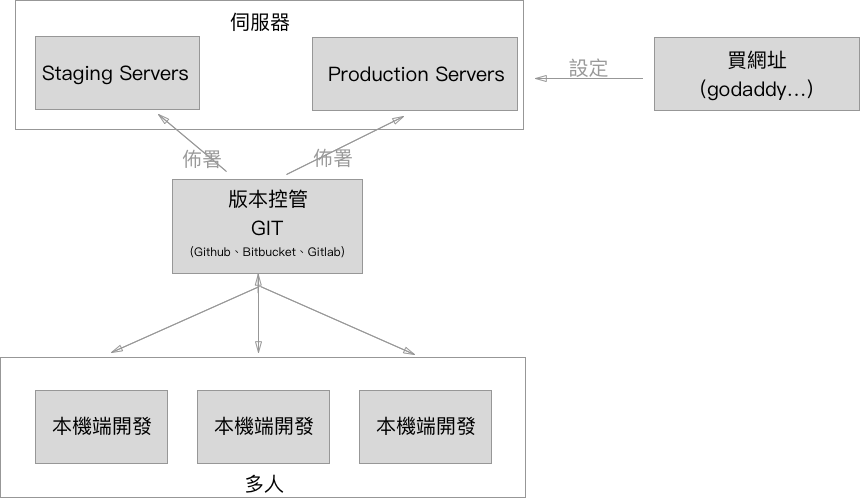 伺服器
Staging Servers
Production Servers
設定
買網址
(godaddy...)
佈署
佈署
版本控管
GIT
(Github、Bitbucket、Gitlab)
本機端開發
本機端開發
本機端開發
多人